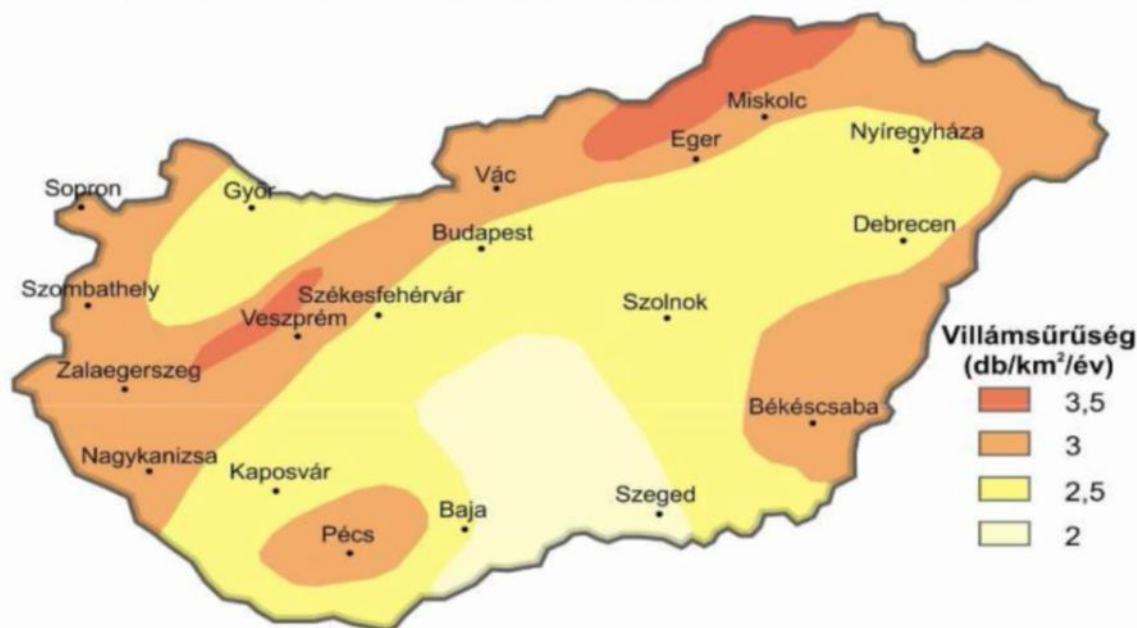 Miskolc
Eger
Nyíregyháza
Vác
Sopron
Győr
Budapest
Debrecen
Szombathely
Székesfehérvár
Veszprém
Szolnok
Zalaegerszeg
Békéscsaba
Nagykanizsa
Kaposvár
Szeged
Baja
Pécs
Villámsűrűség
(db/km²/év)
3,5
3
2,5
2